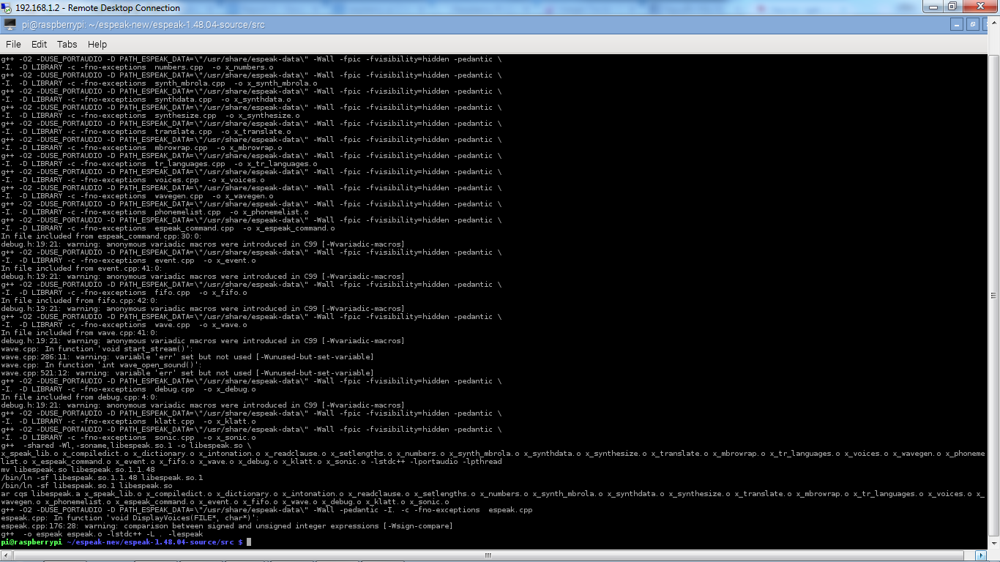 192.168.1.2 - Remote Desktop Connection
pi@raspberrypi: ~/espeak-new/espeak-1.48.04-source/src
File Edit Tabs Help
g++ -O2 -DUSE_PORTAUDIO -D PATH_ESPEAK_DATA=\"/usr/share/espeak-data\" -Wall -fpic -fvisibility=hidden -pedantic \
-I. -D LIBRARY -c -fno-exceptions  numbers.cpp  -o x_numbers.o
g++ -O2 -DUSE_PORTAUDIO -D PATH_ESPEAK_DATA=\"/usr/share/espeak-data\" -Wall -fpic -fvisibility=hidden -pedantic \
-I. -D LIBRARY -c -fno-exceptions  synth_mbrola.cpp  -o x_synth_mbrola.o
g++ -O2 -DUSE_PORTAUDIO -D PATH_ESPEAK_DATA=\"/usr/share/espeak-data\" -Wall -fpic -fvisibility=hidden -pedantic \
-I. -D LIBRARY -c -fno-exceptions  synthdata.cpp  -o x_synthdata.o
g++ -O2 -DUSE_PORTAUDIO -D PATH_ESPEAK_DATA=\"/usr/share/espeak-data\" -Wall -fpic -fvisibility=hidden -pedantic \
-I. -D LIBRARY -c -fno-exceptions  synthesize.cpp  -o x_synthesize.o
g++ -O2 -DUSE_PORTAUDIO -D PATH_ESPEAK_DATA=\"/usr/share/espeak-data\" -Wall -fpic -fvisibility=hidden -pedantic \
-I. -D LIBRARY -c -fno-exceptions  translate.cpp  -o x_translate.o
g++ -O2 -DUSE_PORTAUDIO -D PATH_ESPEAK_DATA=\"/usr/share/espeak-data\" -Wall -fpic -fvisibility=hidden -pedantic \
-I. -D LIBRARY -c -fno-exceptions  mbrowrap.cpp  -o x_mbrowrap.o
g++ -O2 -DUSE_PORTAUDIO -D PATH_ESPEAK_DATA=\"/usr/share/espeak-data\" -Wall -fpic -fvisibility=hidden -pedantic \
-I. -D LIBRARY -c -fno-exceptions  tr_languages.cpp  -o x_tr_languages.o
g++ -O2 -DUSE_PORTAUDIO -D PATH_ESPEAK_DATA=\"/usr/share/espeak-data\" -Wall -fpic -fvisibility=hidden -pedantic \
-I. -D LIBRARY -c -fno-exceptions  voices.cpp  -o x_voices.o
g++ -O2 -DUSE_PORTAUDIO -D PATH_ESPEAK_DATA=\"/usr/share/espeak-data\" -Wall -fpic -fvisibility=hidden -pedantic \
-I. -D LIBRARY -c -fno-exceptions  wavegen.cpp  -o x_wavegen.o
g++ -O2 -DUSE_PORTAUDIO -D PATH_ESPEAK_DATA=\"/usr/share/espeak-data\" -Wall -fpic -fvisibility=hidden -pedantic \
-I. -D LIBRARY -c -fno-exceptions  phonemelist.cpp  -o x_phonemelist.o
g++ -O2 -DUSE_PORTAUDIO -D PATH_ESPEAK_DATA=\"/usr/share/espeak-data\" -Wall -fpic -fvisibility=hidden -pedantic \
-I. -D LIBRARY -c -fno-exceptions  espeak_command.cpp  -o x_espeak_command.o
In file included from espeak_command.cpp:30:0:
debug.h:19:21: warning: anonymous variadic macros were introduced in C99 [-Wvariadic-macros]
g++ -O2 -DUSE_PORTAUDIO -D PATH_ESPEAK_DATA=\"/usr/share/espeak-data\" -Wall -fpic -fvisibility=hidden -pedantic \
-I. -D LIBRARY -c -fno-exceptions  event.cpp  -o x_event.o
In file included from event.cpp:41:0:
debug.h:19:21: warning: anonymous variadic macros were introduced in C99 [-Wvariadic-macros]
g++ -O2 -DUSE_PORTAUDIO -D PATH_ESPEAK_DATA=\"/usr/share/espeak-data\" -Wall -fpic -fvisibility=hidden -pedantic \
-I. -D LIBRARY -c -fno-exceptions  fifo.cpp  -o x_fifo.o
In file included from fifo.cpp:42:0:
debug.h:19:21: warning: anonymous variadic macros were introduced in C99 [-Wvariadic-macros]
g++ -O2 -DUSE_PORTAUDIO -D PATH_ESPEAK_DATA=\"/usr/share/espeak-data\" -Wall -fpic -fvisibility=hidden -pedantic \
-I. -D LIBRARY -c -fno-exceptions  wave.cpp  -o x_wave.o
In file included from wave.cpp:41:0:
debug.h:19:21: warning: anonymous variadic macros were introduced in C99 [-Wvariadic-macros]
wave.cpp: In function 'void start_stream()':
wave.cpp:286:11: warning: variable 'err' set but not used [-Wunused-but-set-variable]
wave.cpp: In function 'int wave_open_sound()':
wave.cpp:521:12: warning: variable 'err' set but not used [-Wunused-but-set-variable]
g++ -O2 -DUSE_PORTAUDIO -D PATH_ESPEAK_DATA=\"/usr/share/espeak-data\" -Wall -fpic -fvisibility=hidden -pedantic \
-I. -D LIBRARY -c -fno-exceptions  debug.cpp  -o x_debug.o
In file included from debug.cpp:4:0:
debug.h:19:21: warning: anonymous variadic macros were introduced in C99 [-Wvariadic-macros]
g++ -O2 -DUSE_PORTAUDIO -D PATH_ESPEAK_DATA=\"/usr/share/espeak-data\" -Wall -fpic -fvisibility=hidden -pedantic \
-I. -D LIBRARY -c -fno-exceptions  klatt.cpp  -o x_klatt.o
g++ -O2 -DUSE_PORTAUDIO -D PATH_ESPEAK_DATA=\"/usr/share/espeak-data\" -Wall -fpic -fvisibility=hidden -pedantic \
-I. -D LIBRARY -c -fno-exceptions  sonic.cpp  -o x_sonic.o
g++  -shared -Wl,-soname,libespeak.so.1 -o libespeak.so \
x_speak_lib.o x_compiledict.o x_dictionary.o x_intonation.o x_readclause.o x_setlengths.o x_numbers.o x_synth_mbrola.o x_synthdata.o x_synthesize.o x_translate.o x_mbrowrap.o x_tr_languages.o x_voices.o x_wavegen.o x_phoneme
list.o x_espeak_command.o x_event.o x_fifo.o x_wave.o x_debug.o x_klatt.o x_sonic.o -lstdc++ -lportaudio -lpthread
mv libespeak.so libespeak.so.1.1.48
/bin/ln -sf libespeak.so.1.1.48 libespeak.so.1
/bin/ln -sf libespeak.so.1 libespeak.so
ar cqs libespeak.a x_speak_lib.o x_compiledict.o x_dictionary.o x_intonation.o x_readclause.o x_setlengths.o x_numbers.o x_synth_mbrola.o x_synthdata.o x_synthesize.o x_translate.o x_mbrowrap.o x_tr_languages.o x_voices.o x_
wavegen.o x_phonemelist.o x_espeak_command.o x_event.o x_fifo.o x_wave.o x_debug.o x_klatt.o x_sonic.o
g++ -O2 -DUSE_PORTAUDIO -D PATH_ESPEAK_DATA=\"/usr/share/espeak-data\" -Wall -pedantic -I. -c -fno-exceptions  espeak.cpp
espeak.cpp: In function 'void DisplayVoices(FILE*, char*)':
espeak.cpp:176:28: warning: comparison between signed and unsigned integer expressions [-Wsign-compare]
g++  -o espeak espeak.o -lstdc++ -L . -lespeak
pi@raspberrypi ~/espeak-new/espeak-1.48.04-source/src $